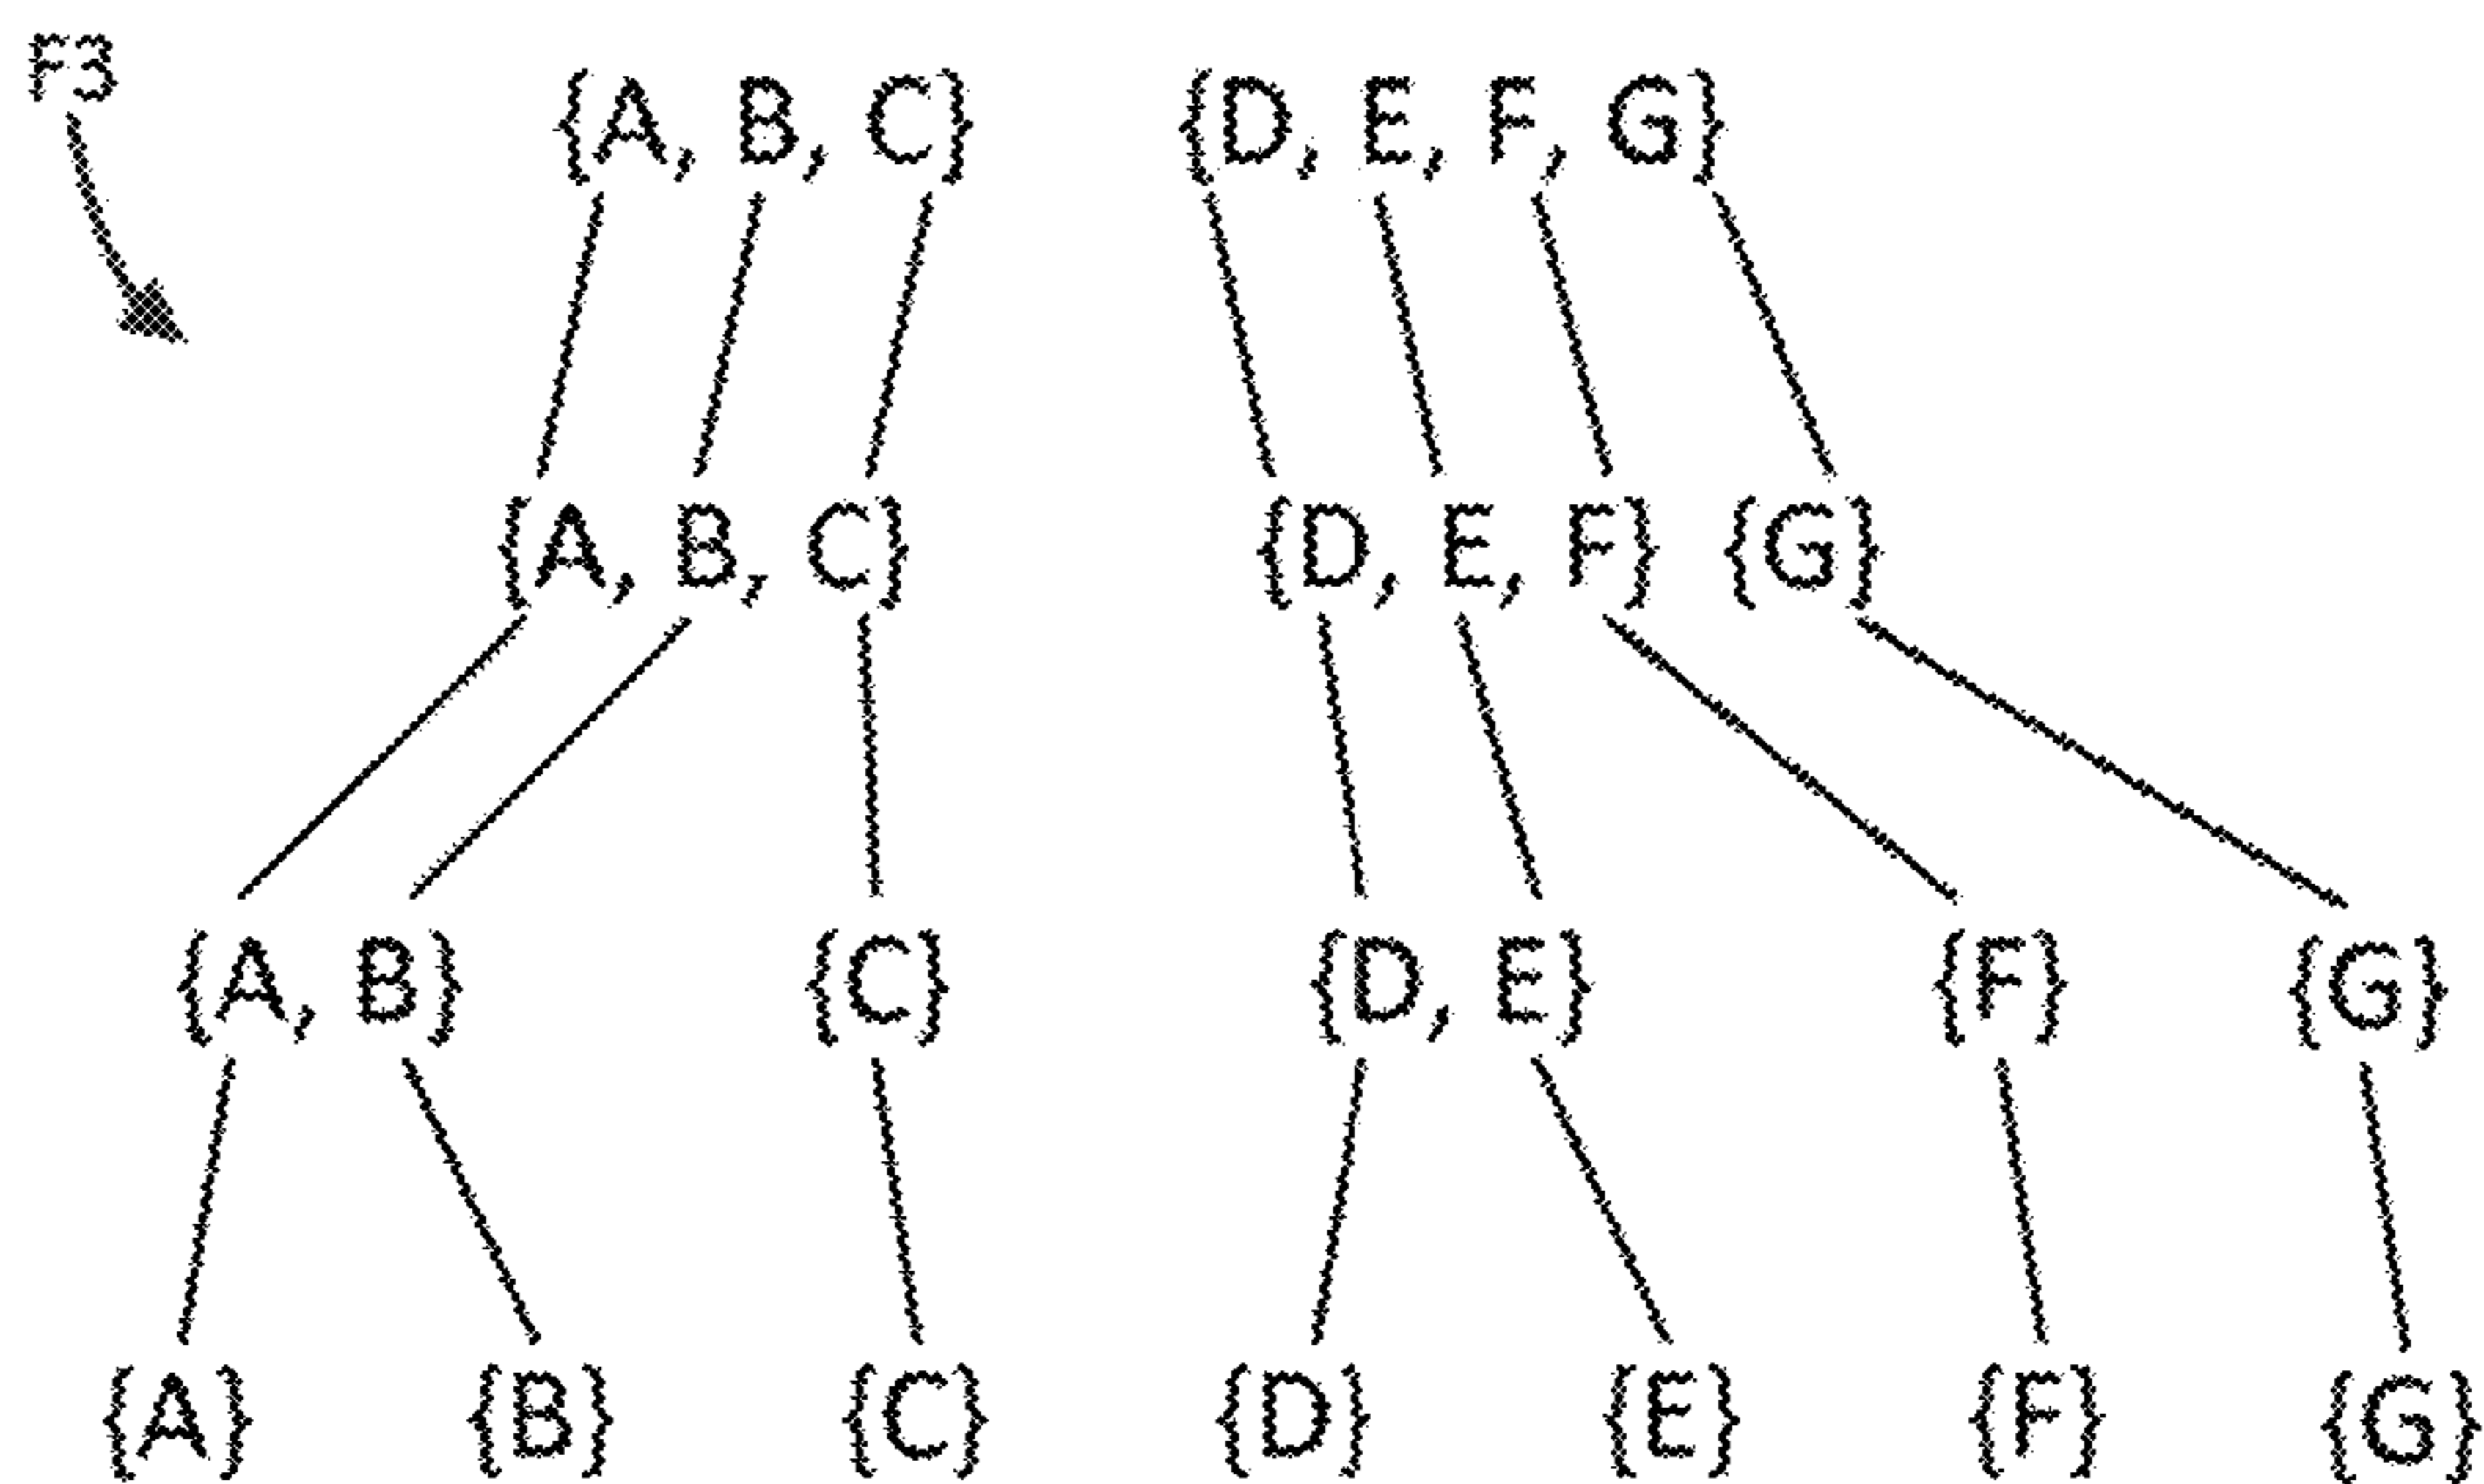 F3
{A, B, C} {D, E, F, G}
{A, B, C} {D, E, F} {G}
{A, B} {C} {D, E} {F} {G}
{A} {B} {C} {D} {E} {F} {G}